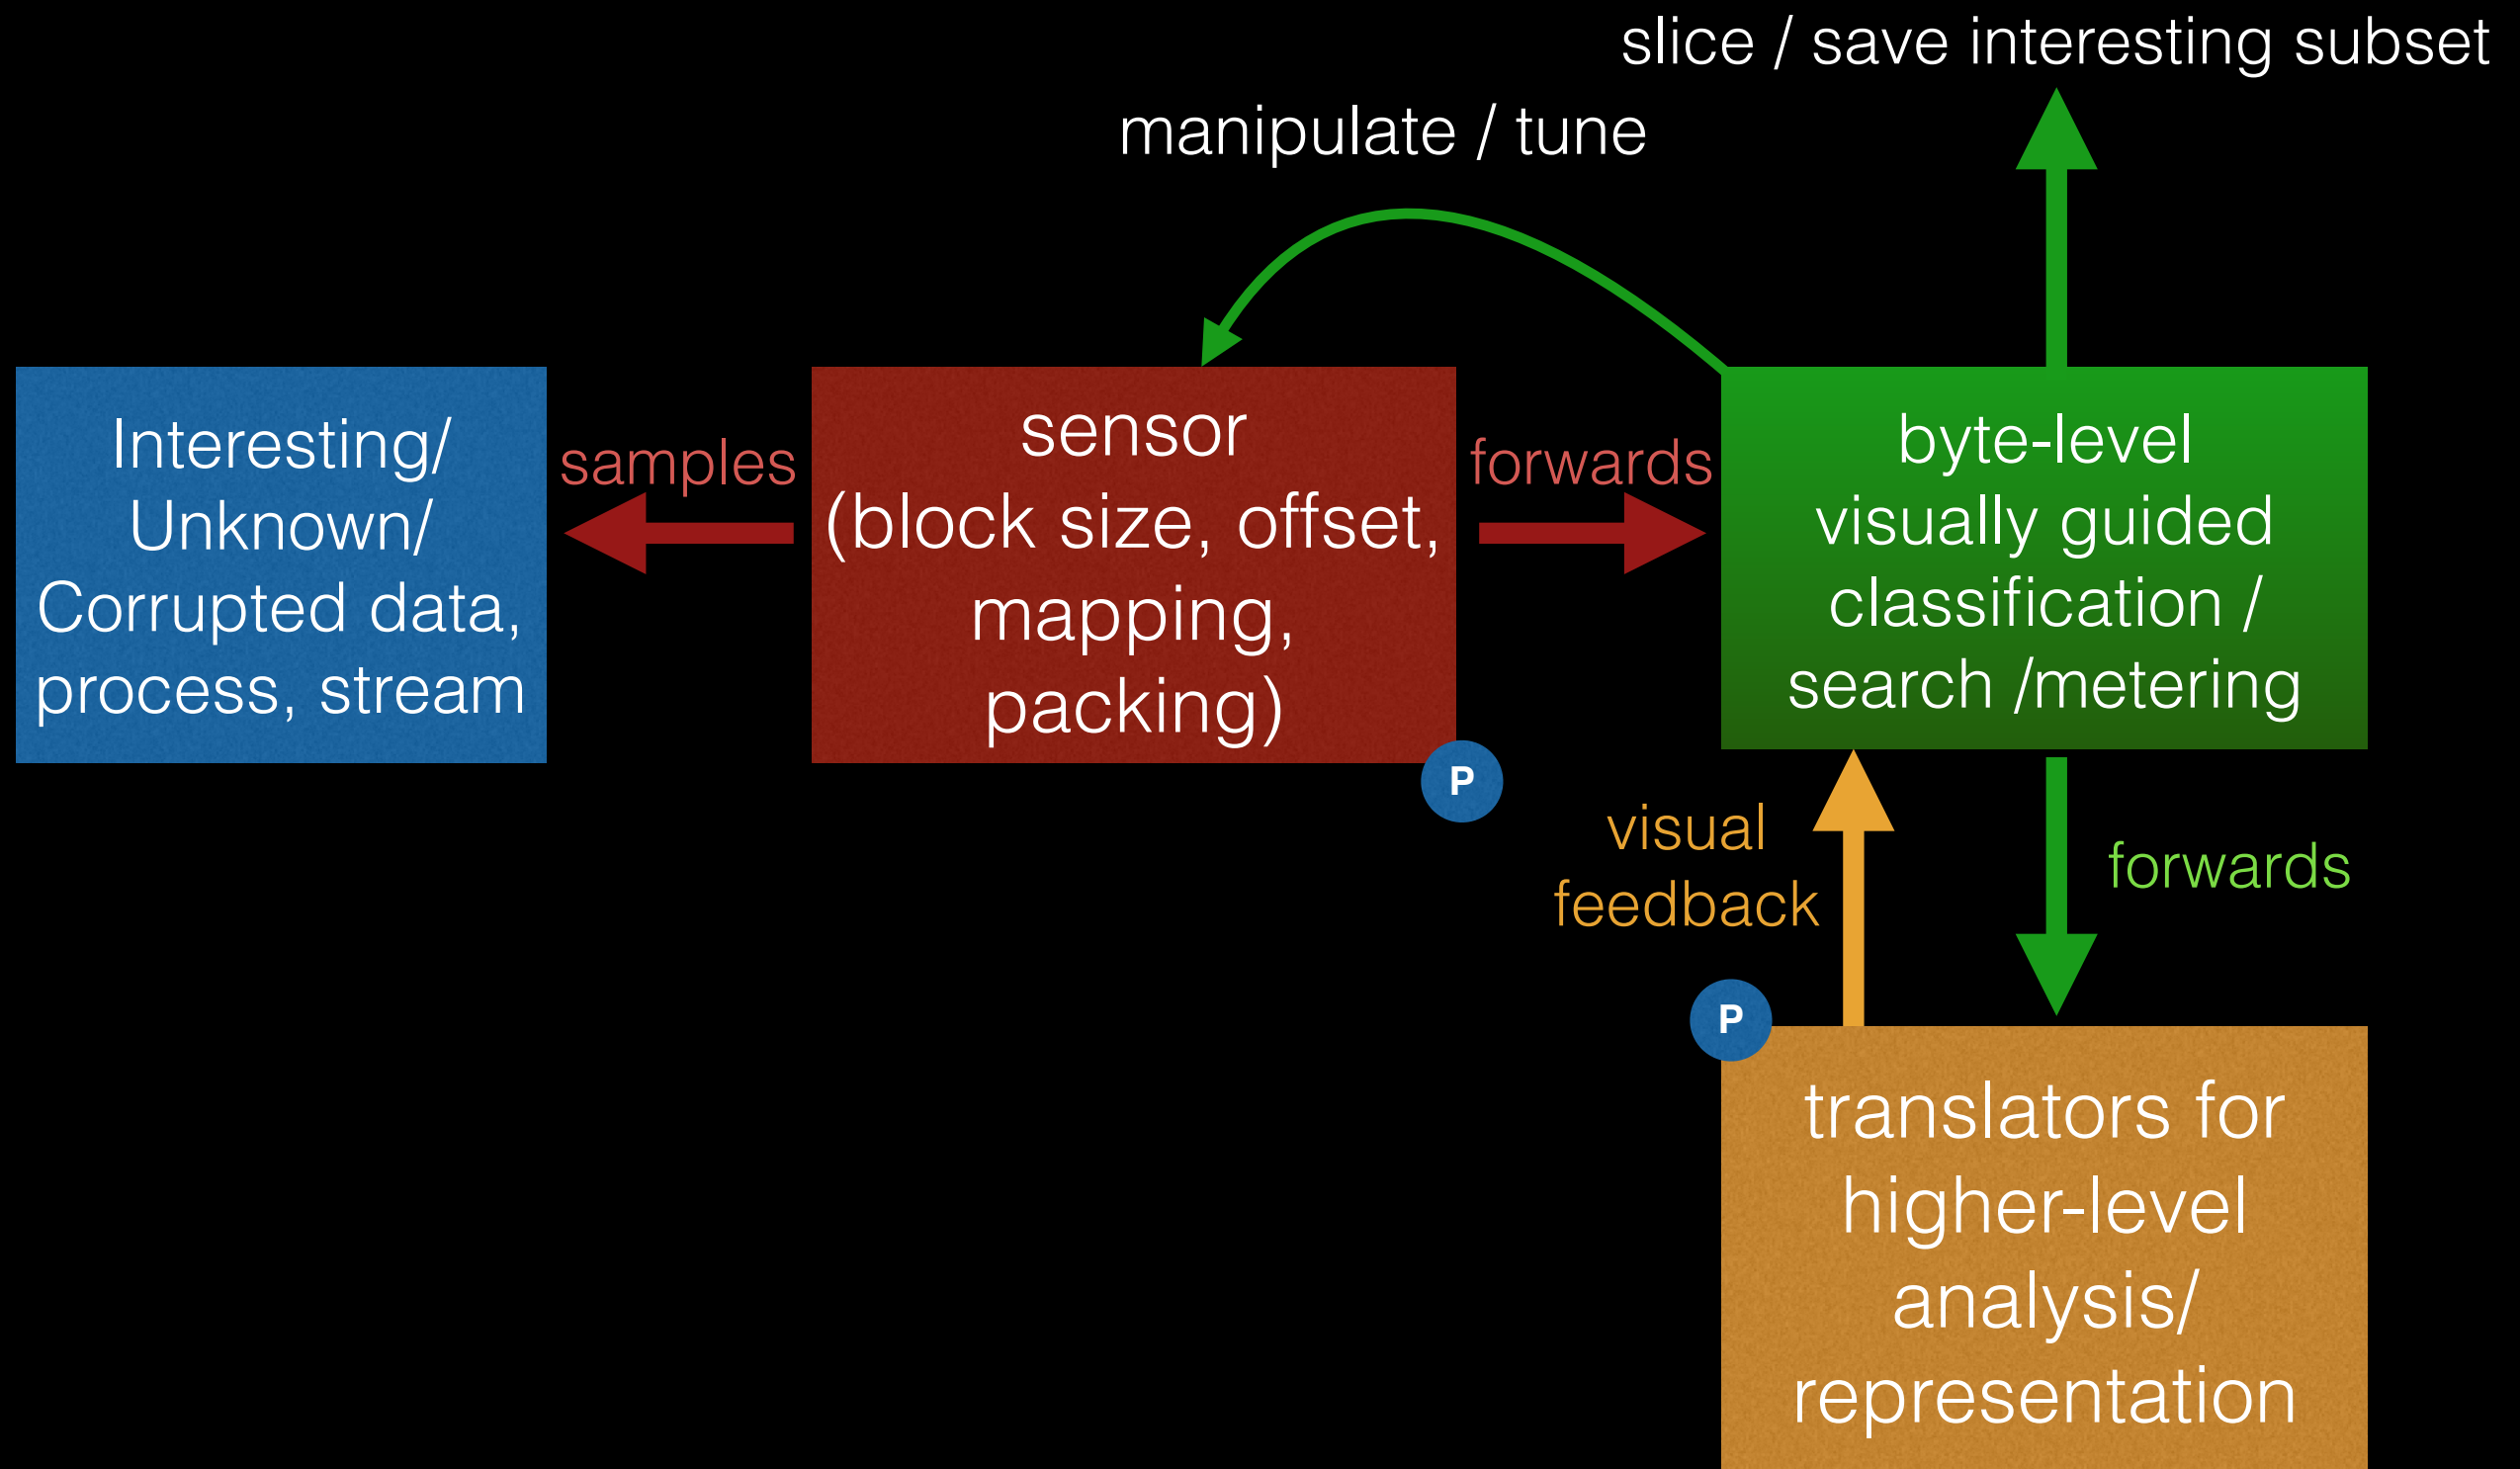 slice / save interesting subset
manipulate / tune
Interesting/
Unknown/
Corrupted data,
process, stream
samples
sensor
(block size, offset,
mapping,
packing)
P
forwards
byte-level
visually guided
classification /
search /metering
visual
feedback
forwards
P
translators for
higher-level
analysis/
representation